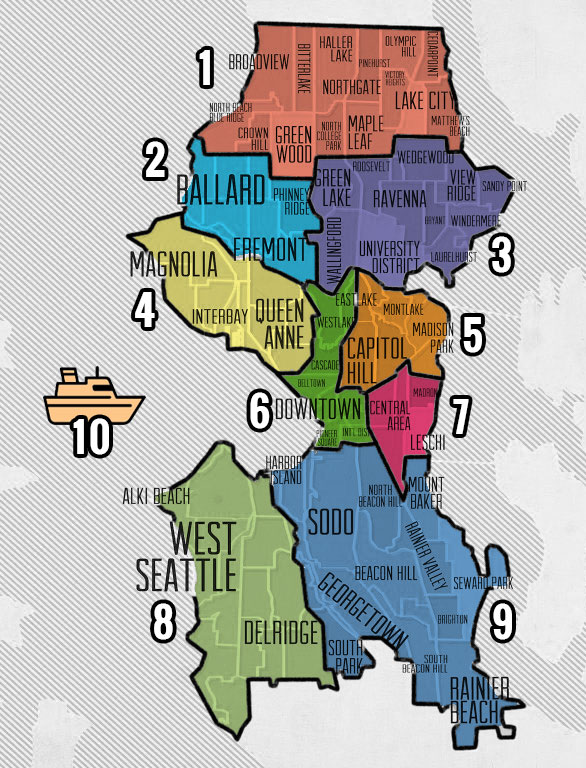 1
BROADVIEW
BITTERLAKE
HALLER
LAKE
PINEHURST
OLYMPIC
HILL
CEDARPOINT
NORTHGATE
VICTORY
HEIGHTS
LAKE CITY
NORTH BEACH
BLUE RIDGE
CROWN
HILL
GREEN
WOOD
NORTH
COLLEGE
PARK
MAPLE
LEAF
MATTHEWS
BEACH
2
BALLARD
PHINNEY
RIDGE
FREMONT
GREEN
LAKE
ROOSEVELT
WEDGEWOOD
RAVENNA
VIEW
RIDGE
SANDY POINT
BRYANT
WINDERMERE
WALLINGFORD
UNIVERSITY
DISTRICT
LAURELHURST
3
MAGNOLIA
4
INTERBAY
QUEEN
ANNE
EASTLAKE
WESTLAKE
CASCADE
BELLTOWN
6
DOWNTOWN
PIONEER
SQUARE
INT'L DIST
MONTLAKE
MADISON
PARK
5
CAPITOL
HILL
MADRONA
CENTRAL
AREA
7
LESCHI
10
HARBOR
ISLAND
ALKI BEACH
WEST
SEATTLE
8
DELRIDGE
NORTH
BEACON HILL
MOUNT
BAKER
SODO
RAINIER VALLEY
BEACON HILL
SEWARD PARK
GEORGETOWN
BRIGHTON
9
SOUTH
PARK
SOUTH
BEACON HILL
RAINIER
BEACH